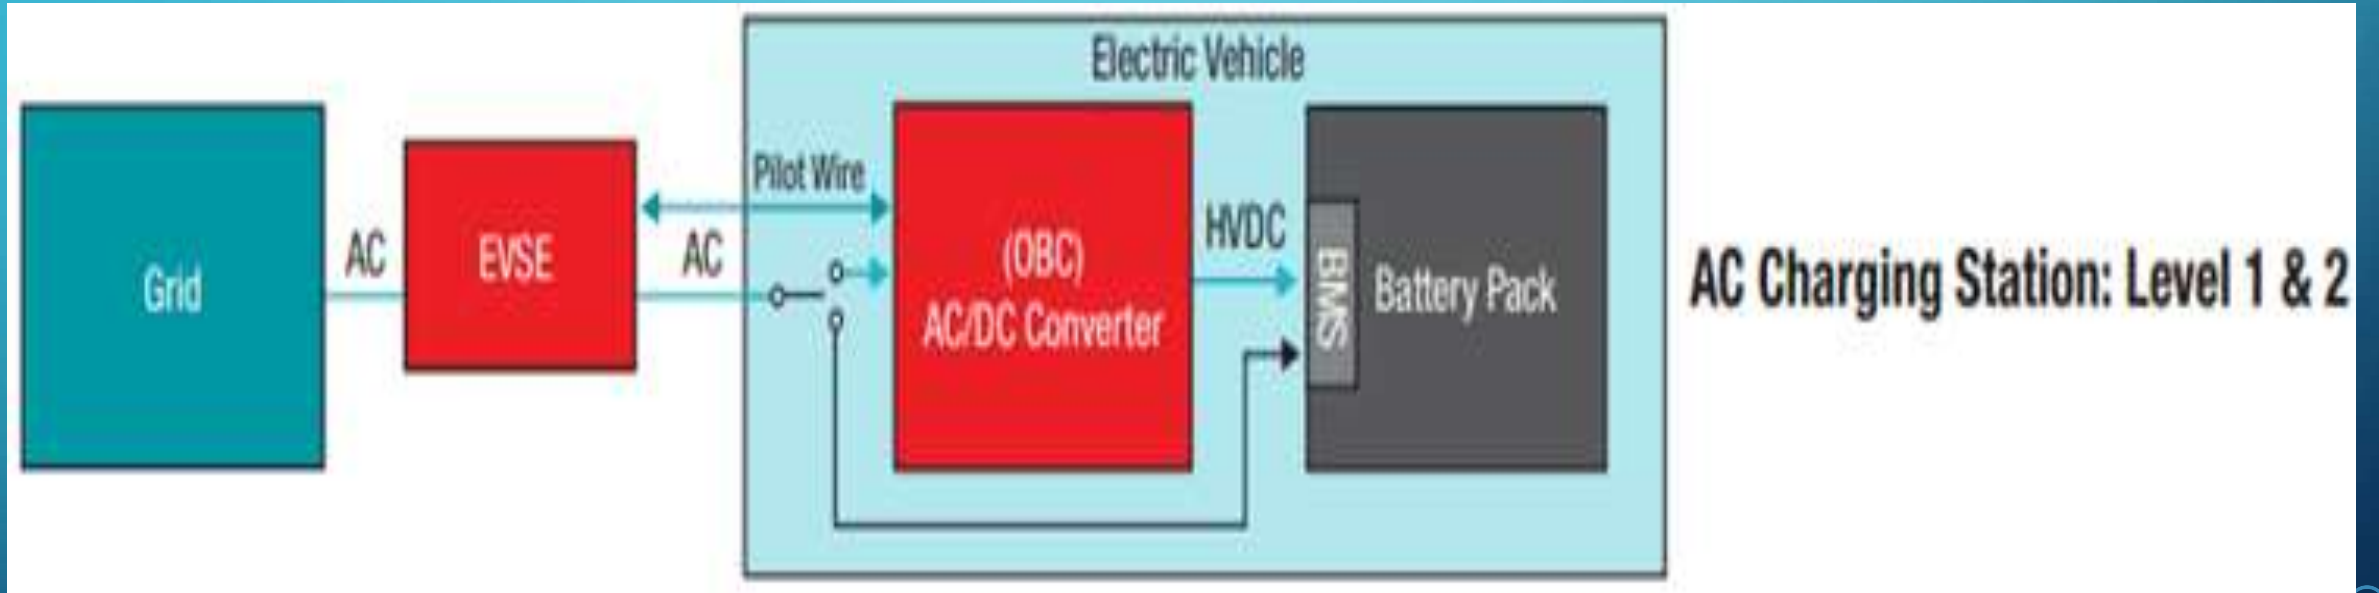 Electric Vehicle
Grid
AC
EVSE
AC
Pilot Wire
(OBC)
AC/DC Converter
HVDC
BMS
Battery Pack
AC Charging Station: Level 1 & 2